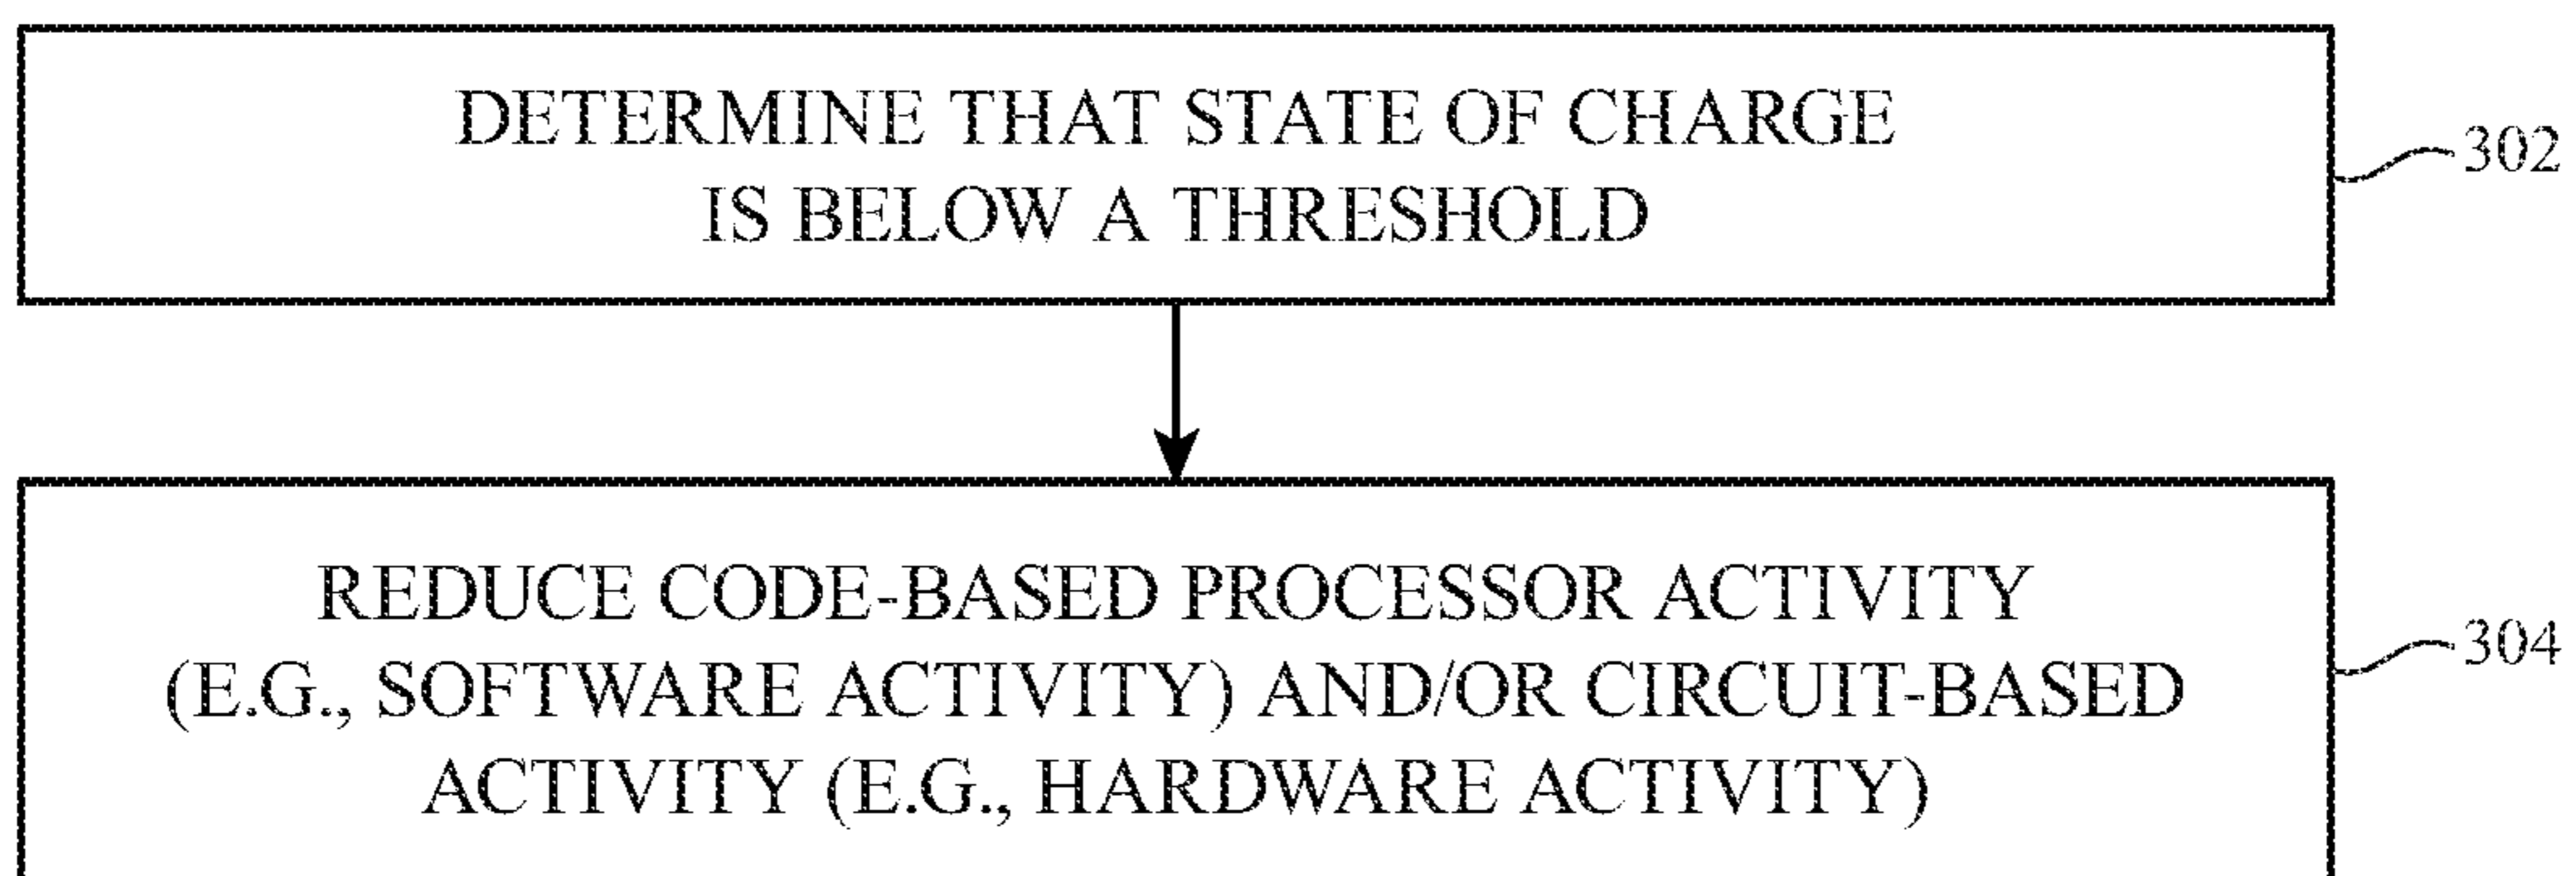 DETERMINE THAT STATE OF CHARGE
IS BELOW A THRESHOLD
302
REDUCE CODE-BASED PROCESSOR ACTIVITY
(E.G., SOFTWARE ACTIVITY) AND/OR CIRCUIT-BASED
ACTIVITY (E.G., HARDWARE ACTIVITY)
304